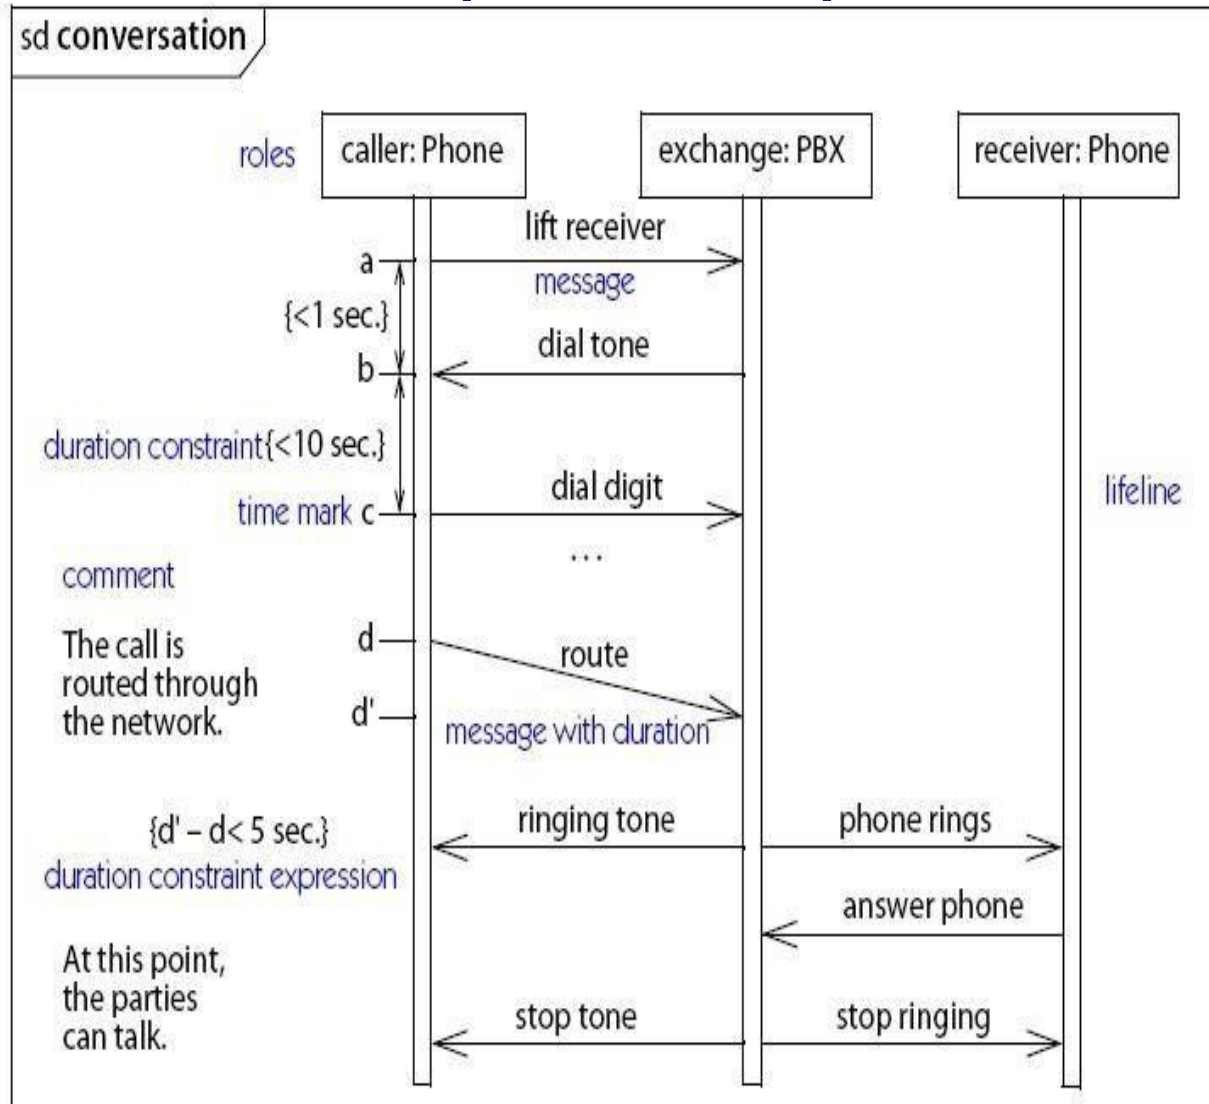 sd conversation
roles
caller: Phone
exchange: PBX
receiver: Phone
lift receiver
a
message
{<1 sec.}
dial tone
b
duration constraint {<10 sec.}
dial digit
lifeline
time mark c
...
comment
d
The call is
routed through
the network.
route
d'
message with duration
ringing tone
phone rings
{d' – d< 5 sec.}
duration constraint expression
answer phone
At this point,
the parties
can talk.
stop tone
stop ringing